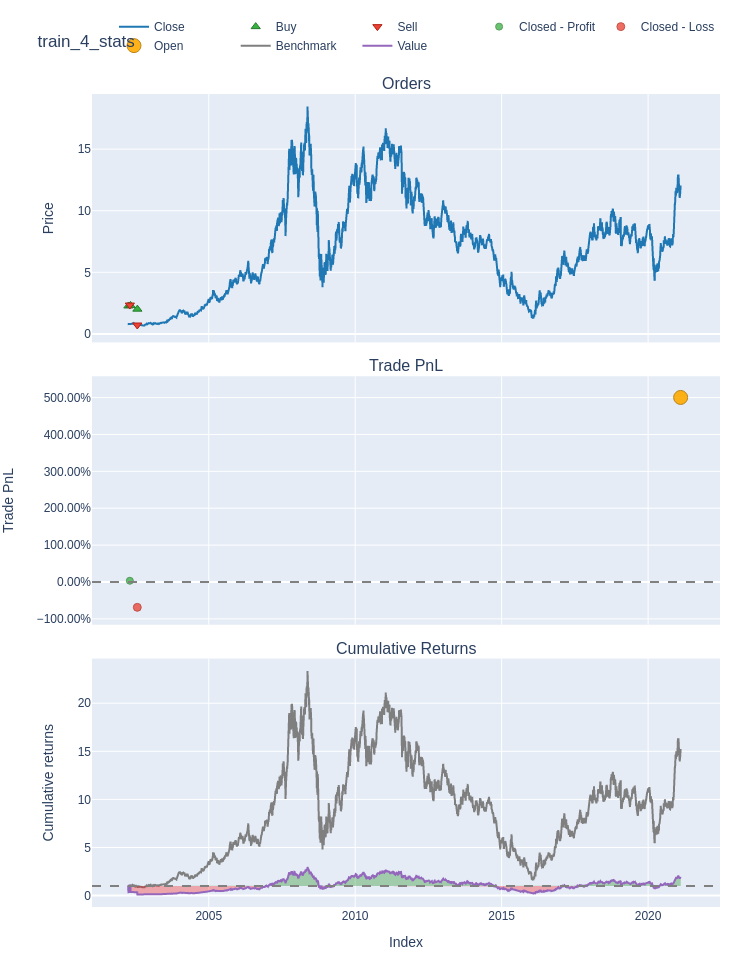 Close Buy Sell Closed - Profit Closed - Loss
train_4_stats
Open Benchmark Value
Orders
15
10
5
0
Price
Trade PnL
500.00%
400.00%
300.00%
200.00%
100.00%
0.00%
−100.00%
Trade PnL
Cumulative Returns
20
15
10
5
0
Cumulative returns
2005 2010 2015 2020
Index